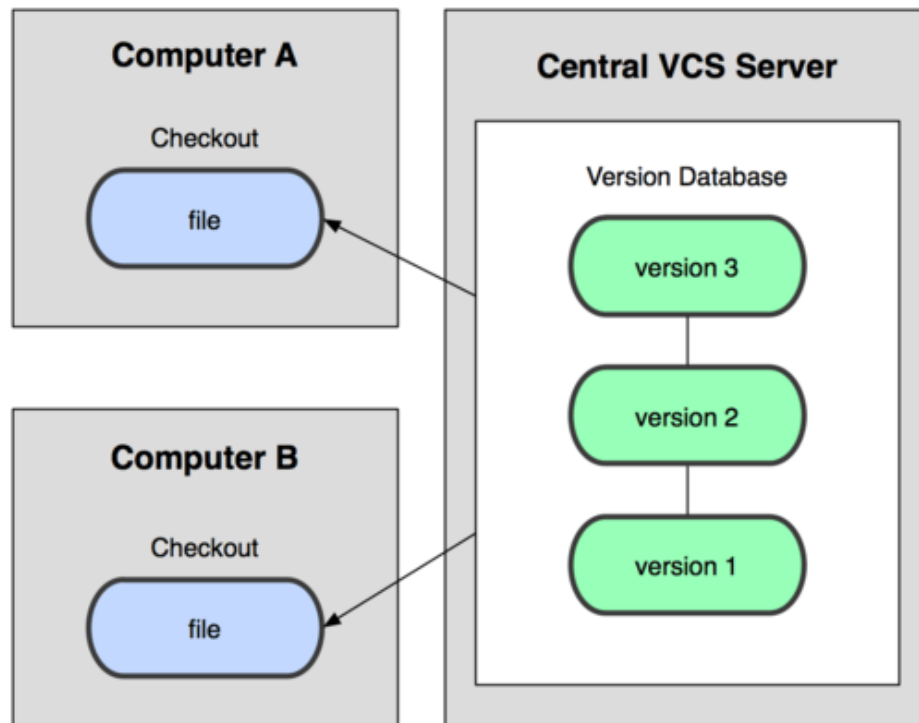 Computer A
Checkout
file
Computer B
Checkout
file
Central VCS Server
Version Database
version 3
version 2
version 1